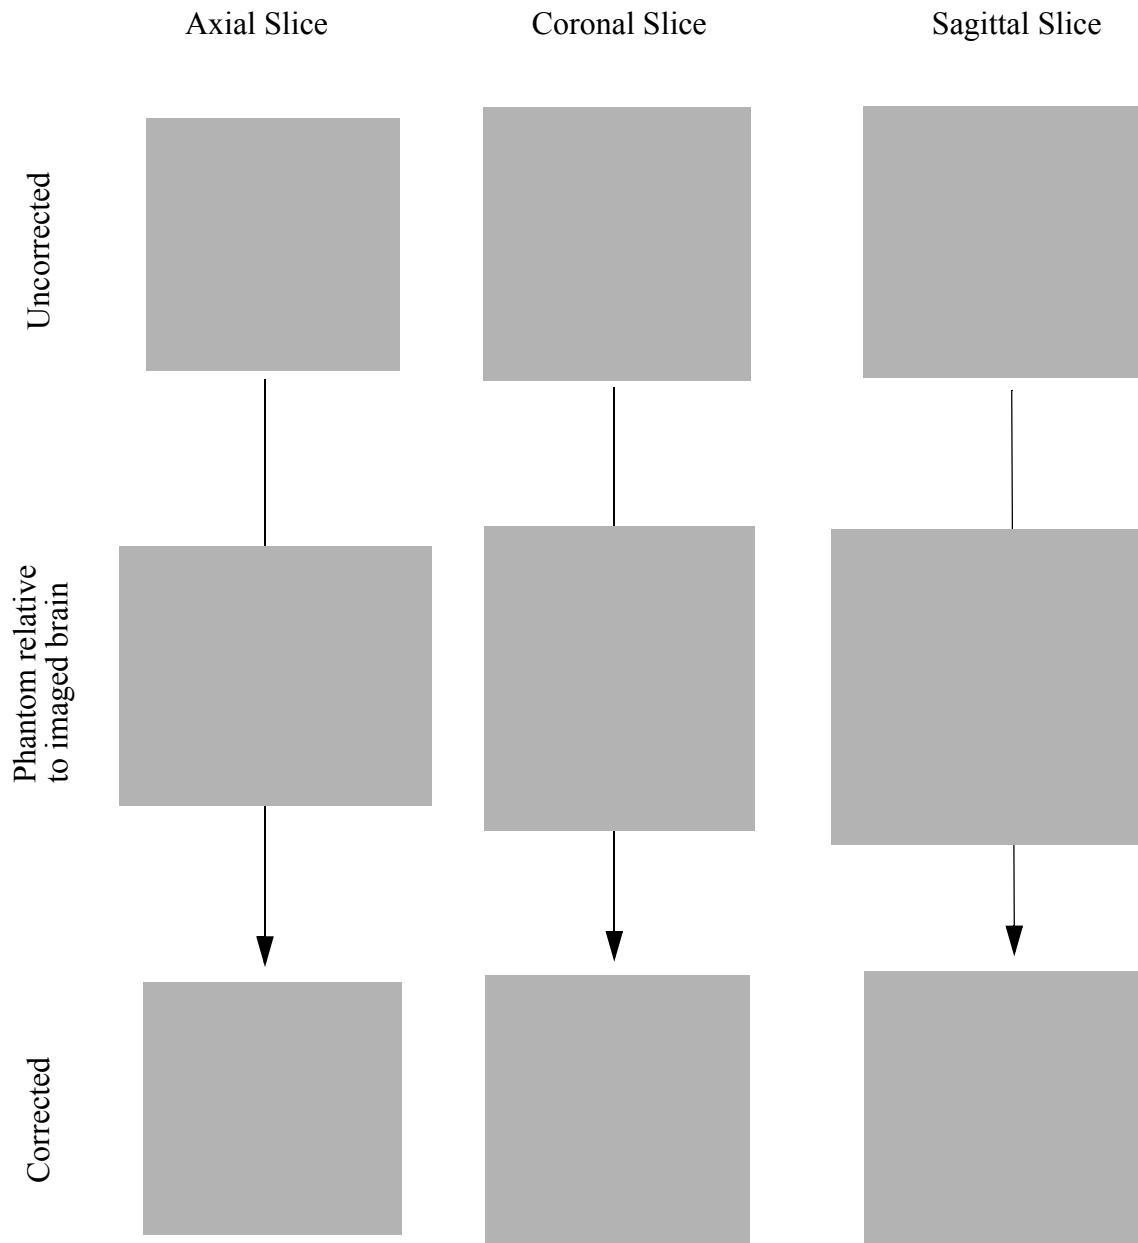 Axial Slice
Coronal Slice
Sagittal Slice
Uncorrected
Phantom relative
to imaged brain
Corrected